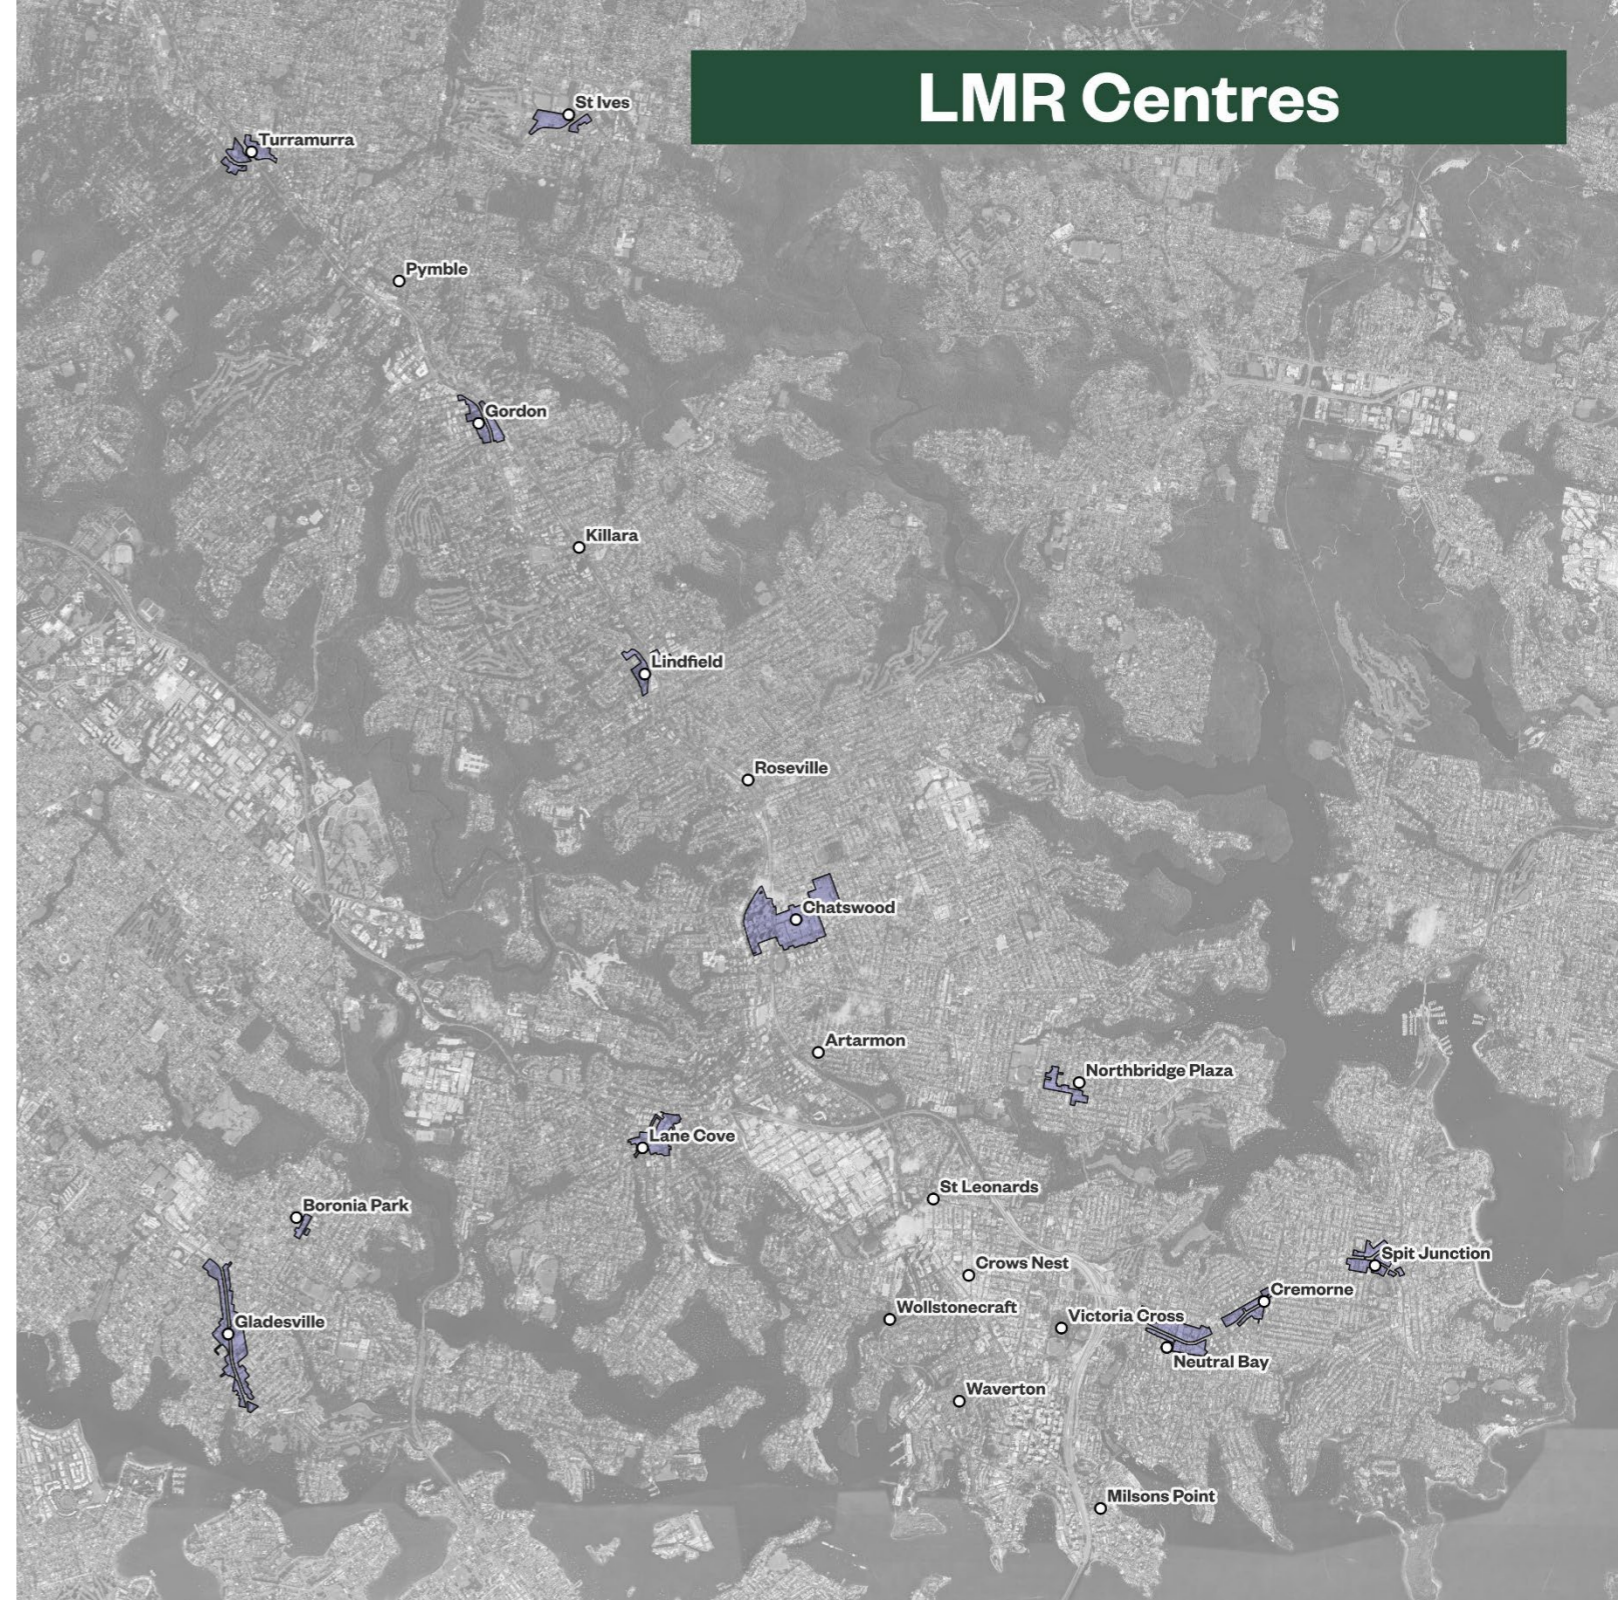 LMR Centres
St Ives
Turramurra
Pymble
Gordon
Killara
Lindfield
Roseville
Chatswood
Artarmon
Northbridge Plaza
Lane Cove
St Leonards
Boronia Park
Spit Junction
Crows Nest
Cremorne
Wollstonecraft
Victoria Cross
Gladesville
Neutral Bay
Waverton
Milsons Point